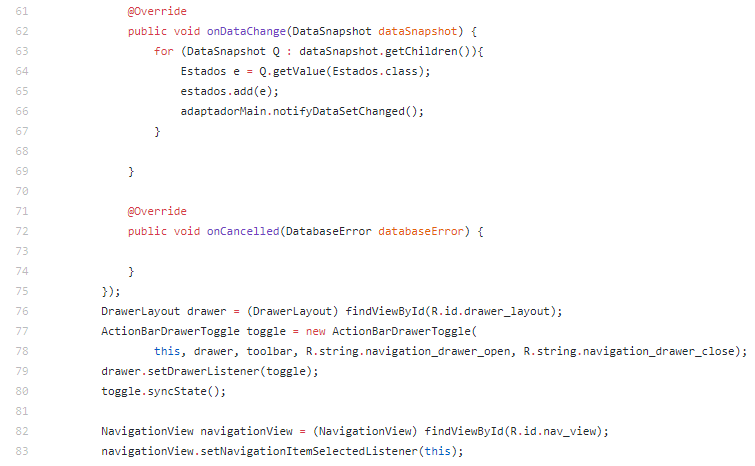 61 @Override
62 public void onDataChange(DataSnapshot dataSnapshot) {
63 for (DataSnapshot Q : dataSnapshot.getChildren()){
64 Estados e = Q.getValue(Estados.class);
65 estados.add(e);
66 adaptadorMain.notifyDataSetChanged();
67 }
68
69 }
70
71 @Override
72 public void onCancelled(DatabaseError databaseError) {
73
74 }
75 });
76 DrawerLayout drawer = (DrawerLayout) findViewById(R.id.drawer_layout);
77 ActionBarDrawerToggle toggle = new ActionBarDrawerToggle(
78 this, drawer, toolbar, R.string.navigation_drawer_open, R.string.navigation_drawer_close);
79 drawer.setDrawerListener(toggle);
80 toggle.syncState();
81
82 NavigationView navigationView = (NavigationView) findViewById(R.id.nav_view);
83 navigationView.setNavigationItemSelectedListener(this);